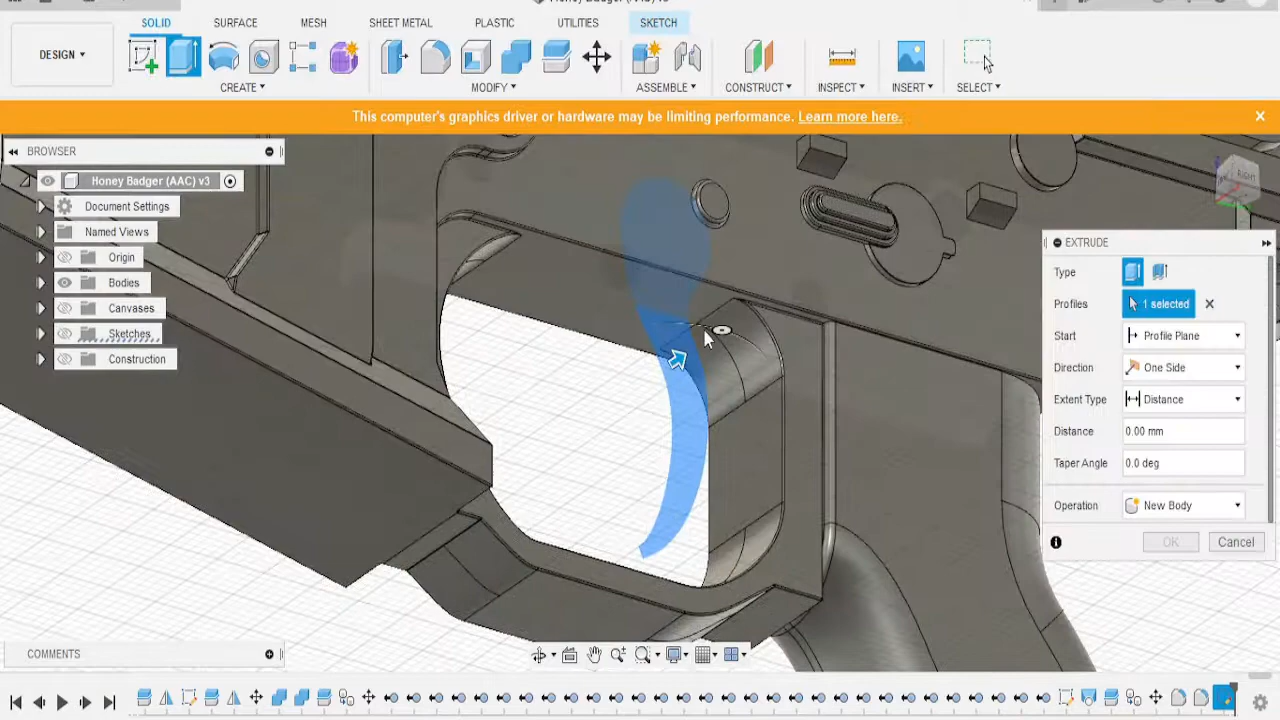 SOLID SURFACE MESH SHEET METAL PLASTIC UTILITIES SKETCH
DESIGN
CREATE MODIFY ASSEMBLE CONSTRUCT INSPECT INSERT SELECT
This computer's graphics driver or hardware may be limiting performance. Learn more here.
BROWSER
Honey Badger (AAC) v3
Document Settings
Named Views
Origin
Bodies
Canvases
Sketches
Construction
RIGHT
EXTRUDE
Type
Profiles 1 selected
Start Profile Plane
Direction One Side
Extent Type Distance
Distance 0.00 mm
Taper Angle 0.0 deg
Operation New Body
OK Cancel
COMMENTS